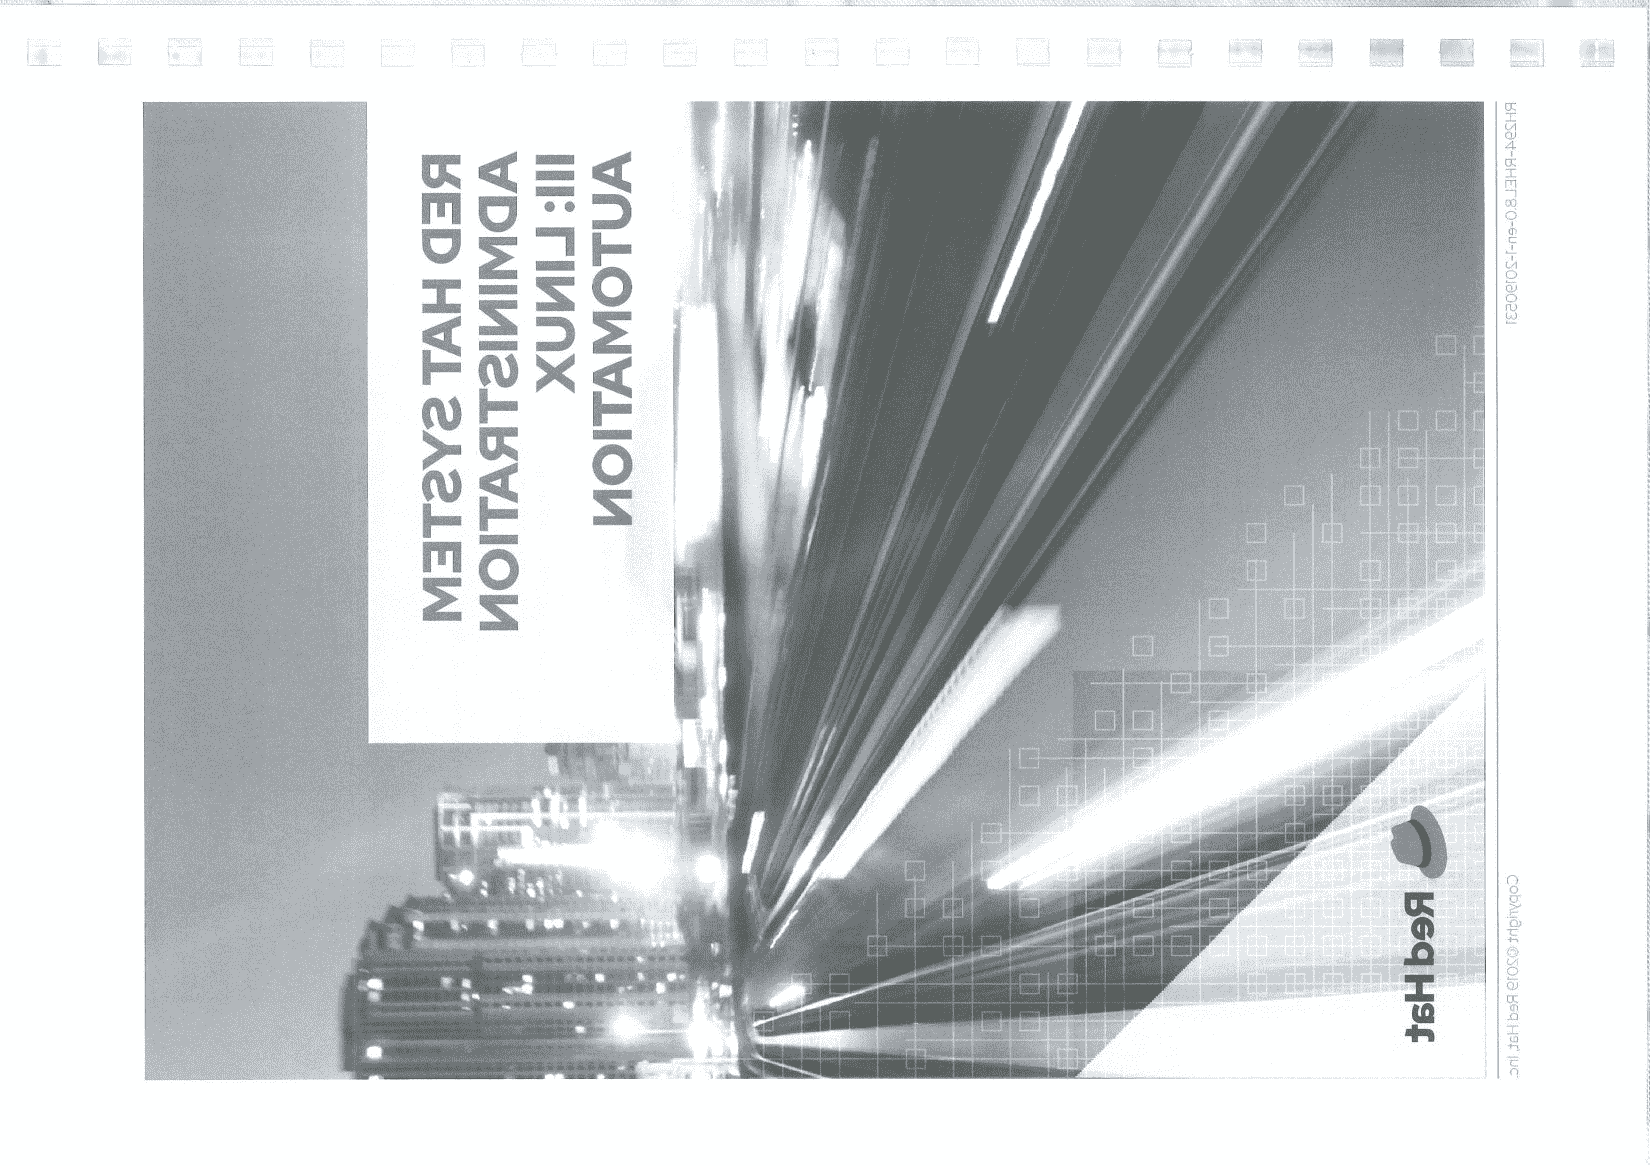 RED HAT SYSTEM
ADMINISTRATION
III: LINUX
AUTOMATION
Red Hat
RH294-RHEL8.0-en-1-20190531
Copyright ©2019 Red Hat, Inc.